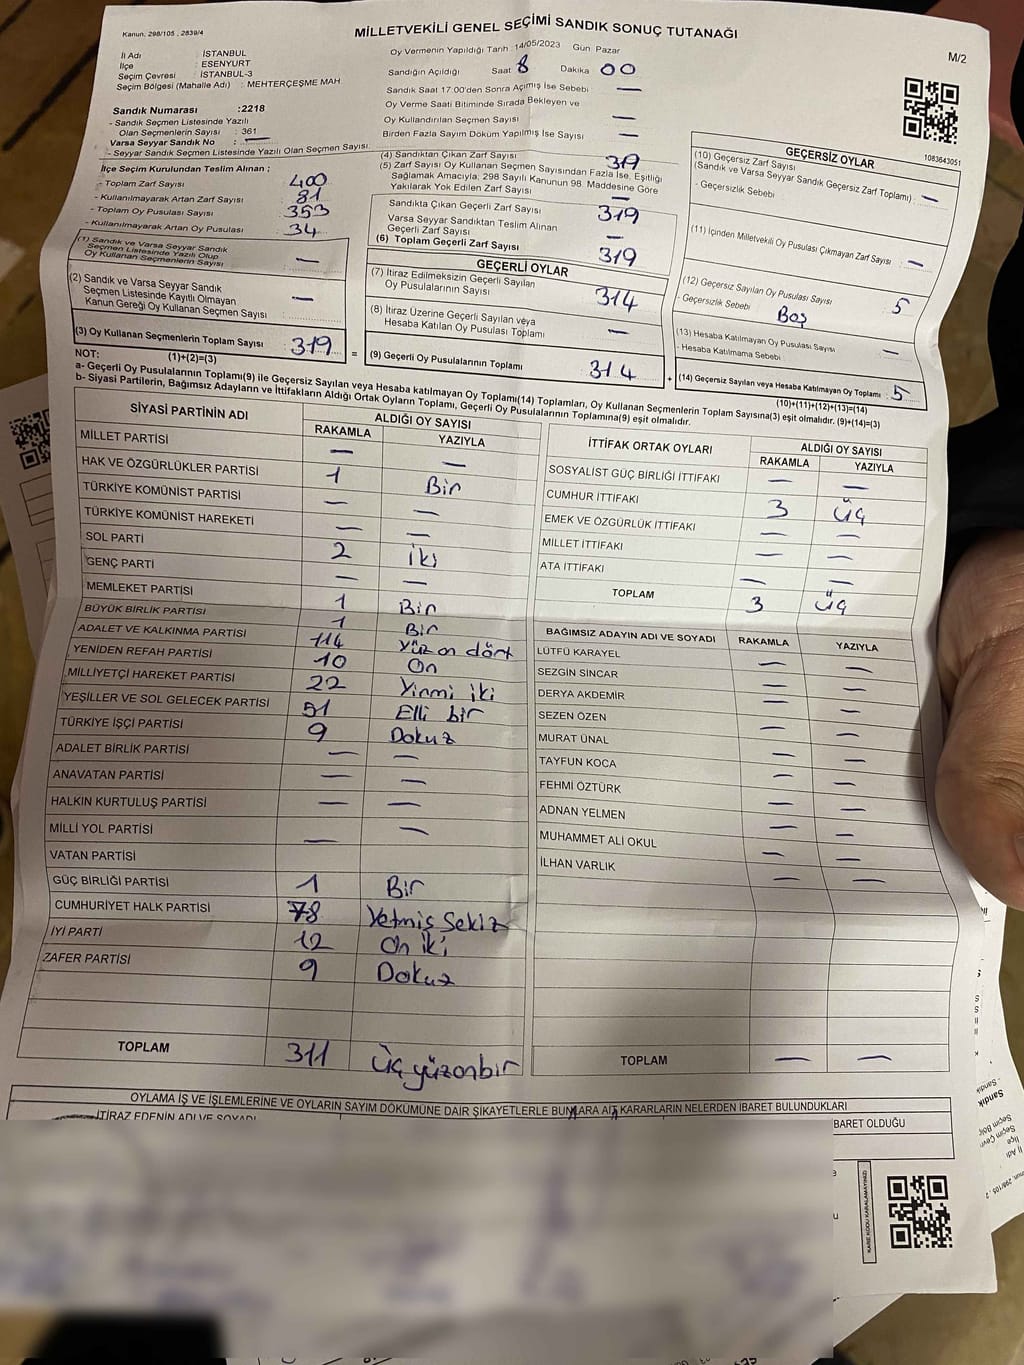 Kanun, 298/105 , 2839/4
MİLLETVEKİLİ GENEL SEÇİMİ SANDIK SONUÇ TUTANAĞI
M/2
İl Adı : İSTANBUL
İlçe : ESENYURT
Seçim Çevresi : İSTANBUL-3
Seçim Bölgesi (Mahalle Adı) : MEHTERÇEŞME MAH
Sandık Numarası :2218
- Sandık Seçmen Listesinde Yazılı
Olan Seçmenlerin Sayısı : 361
Varsa Seyyar Sandık No : —
- Seyyar Sandık Seçmen Listesinde Yazılı Olan Seçmen Sayısı
Oy Vermenin Yapıldığı Tarih :14/05/2023 Gün Pazar
Sandığın Açıldığı Saat 8 Dakika 00
Sandık Saat 17:00'den Sonra Açılmış İse Sebebi —
Oy Verme Saati Bitiminde Sırada Bekleyen ve
Oy Kullandırılan Seçmen Sayısı —
Birden Fazla Sayım Döküm Yapılmış İse Sayısı —
İlçe Seçim Kurulundan Teslim Alınan ;
- Toplam Zarf Sayısı 400
- Kullanılmayarak Artan Zarf Sayısı 81
- Toplam Oy Pusulası Sayısı 353
- Kullanılmayarak Artan Oy Pusulası 34
(1) Sandık ve Varsa Seyyar Sandık
Seçmen Listesinde Yazılı Olup
Oy Kullanan Seçmenlerin Sayısı —
(2) Sandık ve Varsa Seyyar Sandık
Seçmen Listesinde Kayıtlı Olmayan
Kanun Gereği Oy Kullanan Seçmen Sayısı —
(3) Oy Kullanan Seçmenlerin Toplam Sayısı 319
(1)+(2)=(3)
(4) Sandıktan Çıkan Zarf Sayısı 319
(5) Zarf Sayısı Oy Kullanan Seçmen Sayısından Fazla İse, Eşitliği
Sağlamak Amacıyla, 298 Sayılı Kanunun 98. Maddesine Göre
Yakılarak Yok Edilen Zarf Sayısı —
Sandıkta Çıkan Geçerli Zarf Sayısı 319
Varsa Seyyar Sandıktan Teslim Alınan
Geçerli Zarf Sayısı —
(6) Toplam Geçerli Zarf Sayısı 319
GEÇERLİ OYLAR
(7) İtiraz Edilmeksizin Geçerli Sayılan
Oy Pusulalarının Sayısı 314
(8) İtiraz Üzerine Geçerli Sayılan veya
Hesaba Katılan Oy Pusulası Toplamı —
= (9) Geçerli Oy Pusulalarının Toplamı 314
1083643051
GEÇERSİZ OYLAR
(10) Geçersiz Zarf Sayısı
(Sandık ve Varsa Seyyar Sandık Geçersiz Zarf Toplamı) —
- Geçersizlik Sebebi
(11) İçinden Milletvekili Oy Pusulası Çıkmayan Zarf Sayısı —
(12) Geçersiz Sayılan Oy Pusulası Sayısı 5
- Geçersizlik Sebebi Boş
(13) Hesaba Katılmayan Oy Pusulası Sayısı —
- Hesaba Katılmama Sebebi
+ (14) Geçersiz Sayılan veya Hesaba Katılmayan Oy Toplamı 5
(10)+(11)+(12)+(13)=(14)
NOT:
a- Geçerli Oy Pusulalarının Toplamı(9) ile Geçersiz Sayılan veya Hesaba katılmayan Oy Toplamı(14) Toplamları, Oy Kullanan Seçmenlerin Toplam Sayısına(3) eşit olmalıdır. (9)+(14)=(3)
b- Siyasi Partilerin, Bağımsız Adayların ve İttifakların Aldığı Ortak Oyların Toplamı, Geçerli Oy Pusulalarının Toplamına(9) eşit olmalıdır.
SİYASİ PARTİNİN ADI ALDIĞI OY SAYISI
RAKAMLA YAZIYLA
MİLLET PARTİSİ — —
HAK VE ÖZGÜRLÜKLER PARTİSİ 1 Bir
TÜRKİYE KOMÜNİST PARTİSİ — —
TÜRKİYE KOMÜNİST HAREKETİ — —
SOL PARTİ 2 iki
GENÇ PARTİ — —
MEMLEKET PARTİSİ 1 Bir
BÜYÜK BİRLİK PARTİSİ 1 Bir
ADALET VE KALKINMA PARTİSİ 114 Yüz on dört
YENİDEN REFAH PARTİSİ 10 On
MİLLİYETÇİ HAREKET PARTİSİ 22 Yirmi iki
YEŞİLLER VE SOL GELECEK PARTİSİ 51 Elli bir
TÜRKİYE İŞÇİ PARTİSİ 9 Dokuz
ADALET BİRLİK PARTİSİ — —
ANAVATAN PARTİSİ — —
HALKIN KURTULUŞ PARTİSİ — —
MİLLİ YOL PARTİSİ — —
VATAN PARTİSİ
GÜÇ BİRLİĞİ PARTİSİ 1 Bir
CUMHURİYET HALK PARTİSİ 78 Yetmiş Sekiz
İYİ PARTİ 12 On iki
ZAFER PARTİSİ 9 Dokuz
TOPLAM 311 Üç yüzonbir
İTTİFAK ORTAK OYLARI ALDIĞI OY SAYISI
RAKAMLA YAZIYLA
SOSYALİST GÜÇ BİRLİĞİ İTTİFAKI — —
CUMHUR İTTİFAKI 3 Üç
EMEK VE ÖZGÜRLÜK İTTİFAKI — —
MİLLET İTTİFAKI — —
ATA İTTİFAKI — —
TOPLAM 3 Üç
BAĞIMSIZ ADAYIN ADI VE SOYADI RAKAMLA YAZIYLA
LÜTFÜ KARAYEL — —
SEZGİN SİNCAR — —
DERYA AKDEMİR — —
SEZEN ÖZEN — —
MURAT ÜNAL — —
TAYFUN KOCA — —
FEHMİ ÖZTÜRK — —
ADNAN YELMEN — —
MUHAMMET ALİ OKUL — —
İLHAN VARLIK — —
TOPLAM — —
OYLAMA İŞ VE İŞLEMLERİNE VE OYLARIN SAYIM DÖKÜMÜNE DAİR ŞİKAYETLERLE BUNLARA AİT KARARLARIN NELERDEN İBARET BULUNDUKLARI
İTİRAZ EDENİN ADI VE SOYADI
BARET OLDUĞU
KARE KODU KARALAMAYINIZ!